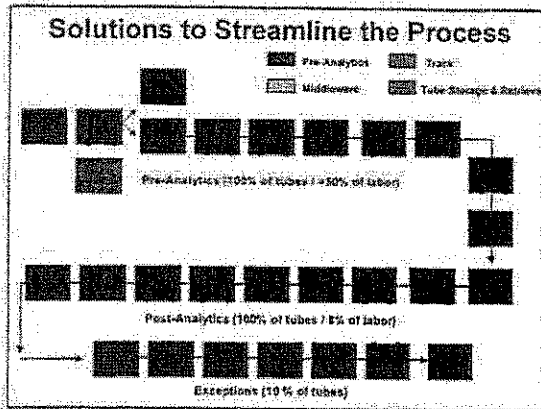 Solutions to Streamline the Process
Pre-Analytics
Track
Middleware
Tube Storage & Retrieval
Pre-Analytics (100% of tubes / +50% of labor)
Post-Analytics (100% of tubes / 8% of labor)
Exceptions (10% of tubes)